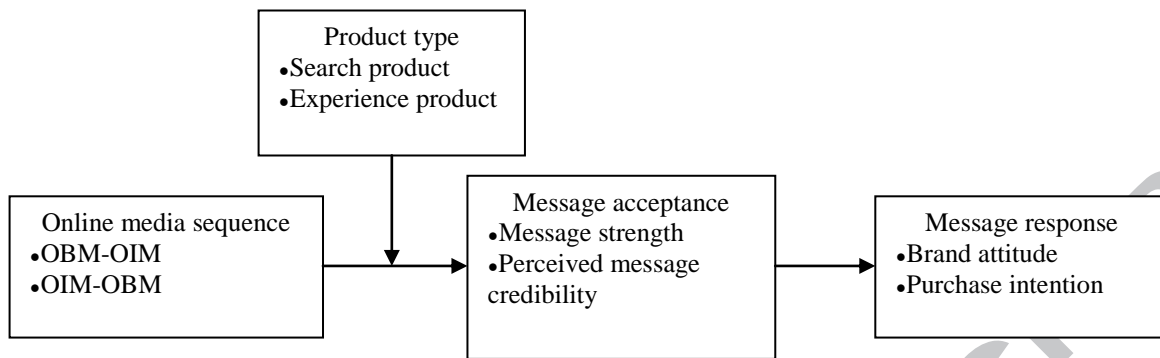 Product type
●Search product
●Experience product
Online media sequence
●OBM-OIM
●OIM-OBM
Message acceptance
●Message strength
●Perceived message
credibility
Message response
●Brand attitude
●Purchase intention